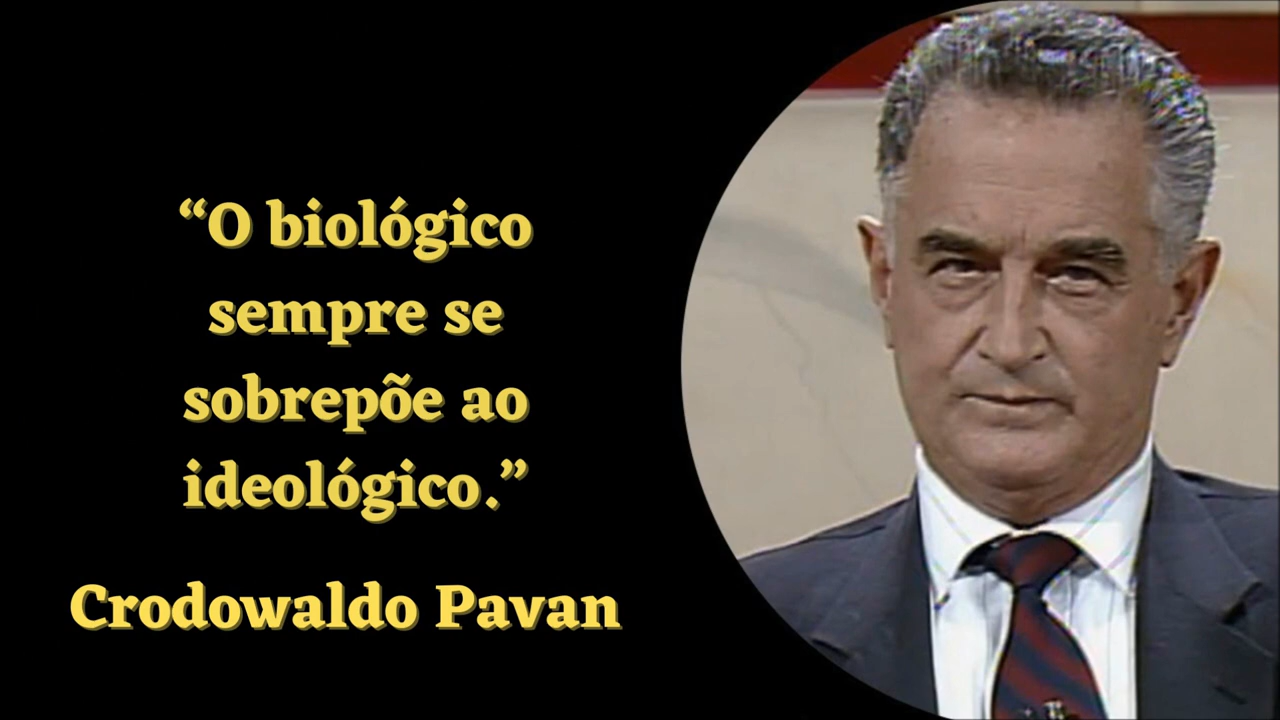 “O biológico
sempre se
sobrepõe ao
ideológico.”
Crodowaldo Pavan